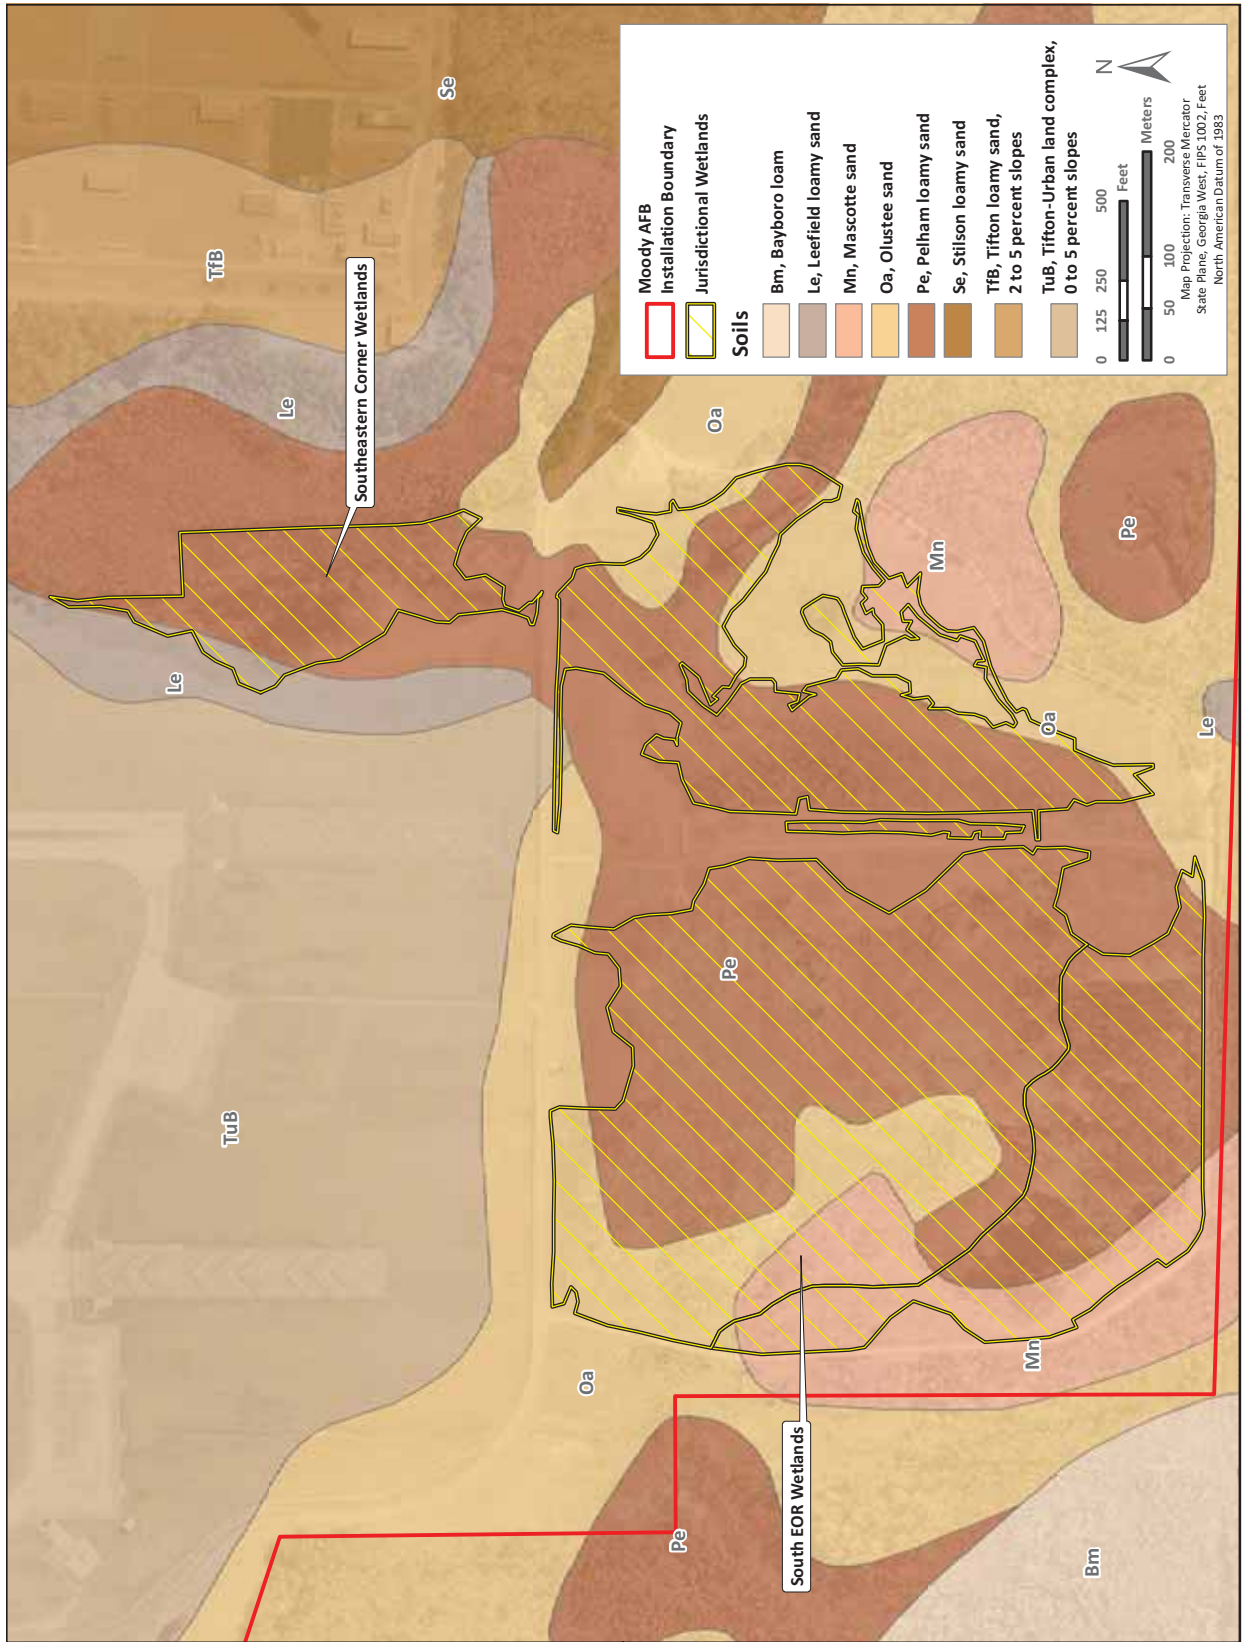 Bm
Pe
South EOR Wetlands
Oa
Mn
TuB
Pe
Le
Le
Southeastern Corner Wetlands
TfB
Se
Oa
Mn
Oa
Le
Pe
Moody AFB
Installation Boundary
Jurisdictional Wetlands
Soils
Bm, Bayboro loam
Le, Leefield loamy sand
Mn, Mascotte sand
Oa, Olustee sand
Pe, Pelham loamy sand
Se, Stilson loamy sand
TfB, Tifton loamy sand,
2 to 5 percent slopes
TuB, Tifton-Urban land complex,
0 to 5 percent slopes
N
0 125 250 500
Feet
Meters
0 50 100 200
Map Projection: Transverse Mercator
State Plane, Georgia West, FIPS 1002, Feet
North American Datum of 1983